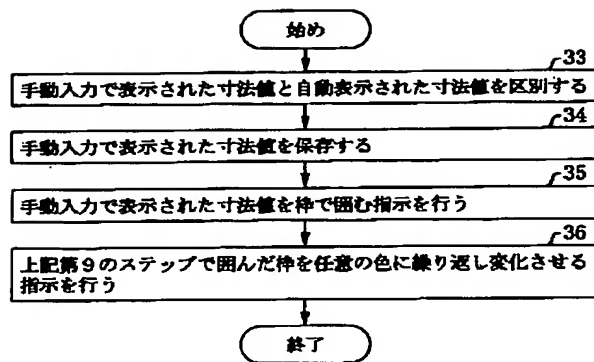 始め
33
手動入力で表示された寸法値と自動表示された寸法値を区別する
34
手動入力で表示された寸法値を保存する
35
手動入力で表示された寸法値を枠で囲む指示を行う
36
上記第9のステップで囲んだ枠を任意の色に繰り返し変化させる
指示を行う
終了